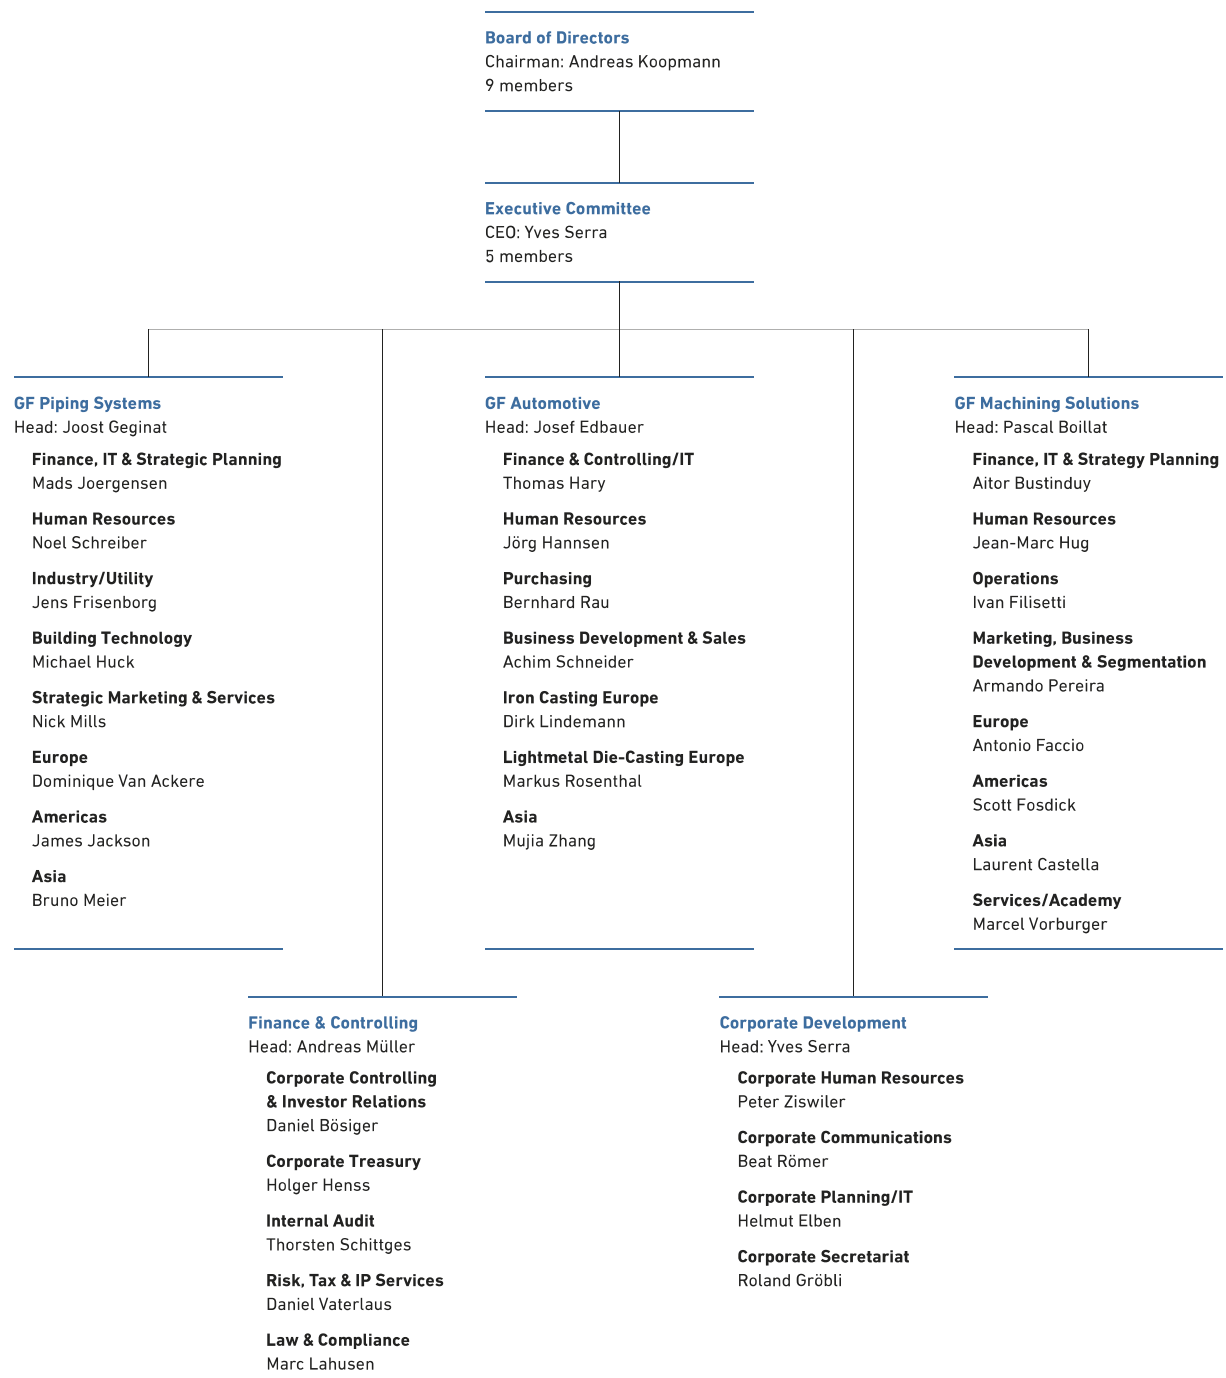 Board of Directors
Chairman: Andreas Koopmann
9 members
Executive Committee
CEO: Yves Serra
5 members
GF Piping Systems
Head: Joost Geginat
Finance, IT & Strategic Planning
Mads Joergensen
Human Resources
Noel Schreiber
Industry/Utility
Jens Frisenborg
Building Technology
Michael Huck
Strategic Marketing & Services
Nick Mills
Europe
Dominique Van Ackere
Americas
James Jackson
Asia
Bruno Meier
GF Automotive
Head: Josef Edbauer
Finance & Controlling/IT
Thomas Hary
Human Resources
Jörg Hannsen
Purchasing
Bernhard Rau
Business Development & Sales
Achim Schneider
Iron Casting Europe
Dirk Lindemann
Lightmetal Die-Casting Europe
Markus Rosenthal
Asia
Mujia Zhang
GF Machining Solutions
Head: Pascal Boillat
Finance, IT & Strategy Planning
Aitor Bustinduy
Human Resources
Jean-Marc Hug
Operations
Ivan Filisetti
Marketing, Business
Development & Segmentation
Armando Pereira
Europe
Antonio Faccio
Americas
Scott Fosdick
Asia
Laurent Castella
Services/Academy
Marcel Vorburger
Finance & Controlling
Head: Andreas Müller
Corporate Controlling
& Investor Relations
Daniel Bösiger
Corporate Treasury
Holger Henss
Internal Audit
Thorsten Schittges
Risk, Tax & IP Services
Daniel Vaterlaus
Law & Compliance
Marc Lahusen
Corporate Development
Head: Yves Serra
Corporate Human Resources
Peter Ziswiler
Corporate Communications
Beat Römer
Corporate Planning/IT
Helmut Elben
Corporate Secretariat
Roland Gröbli